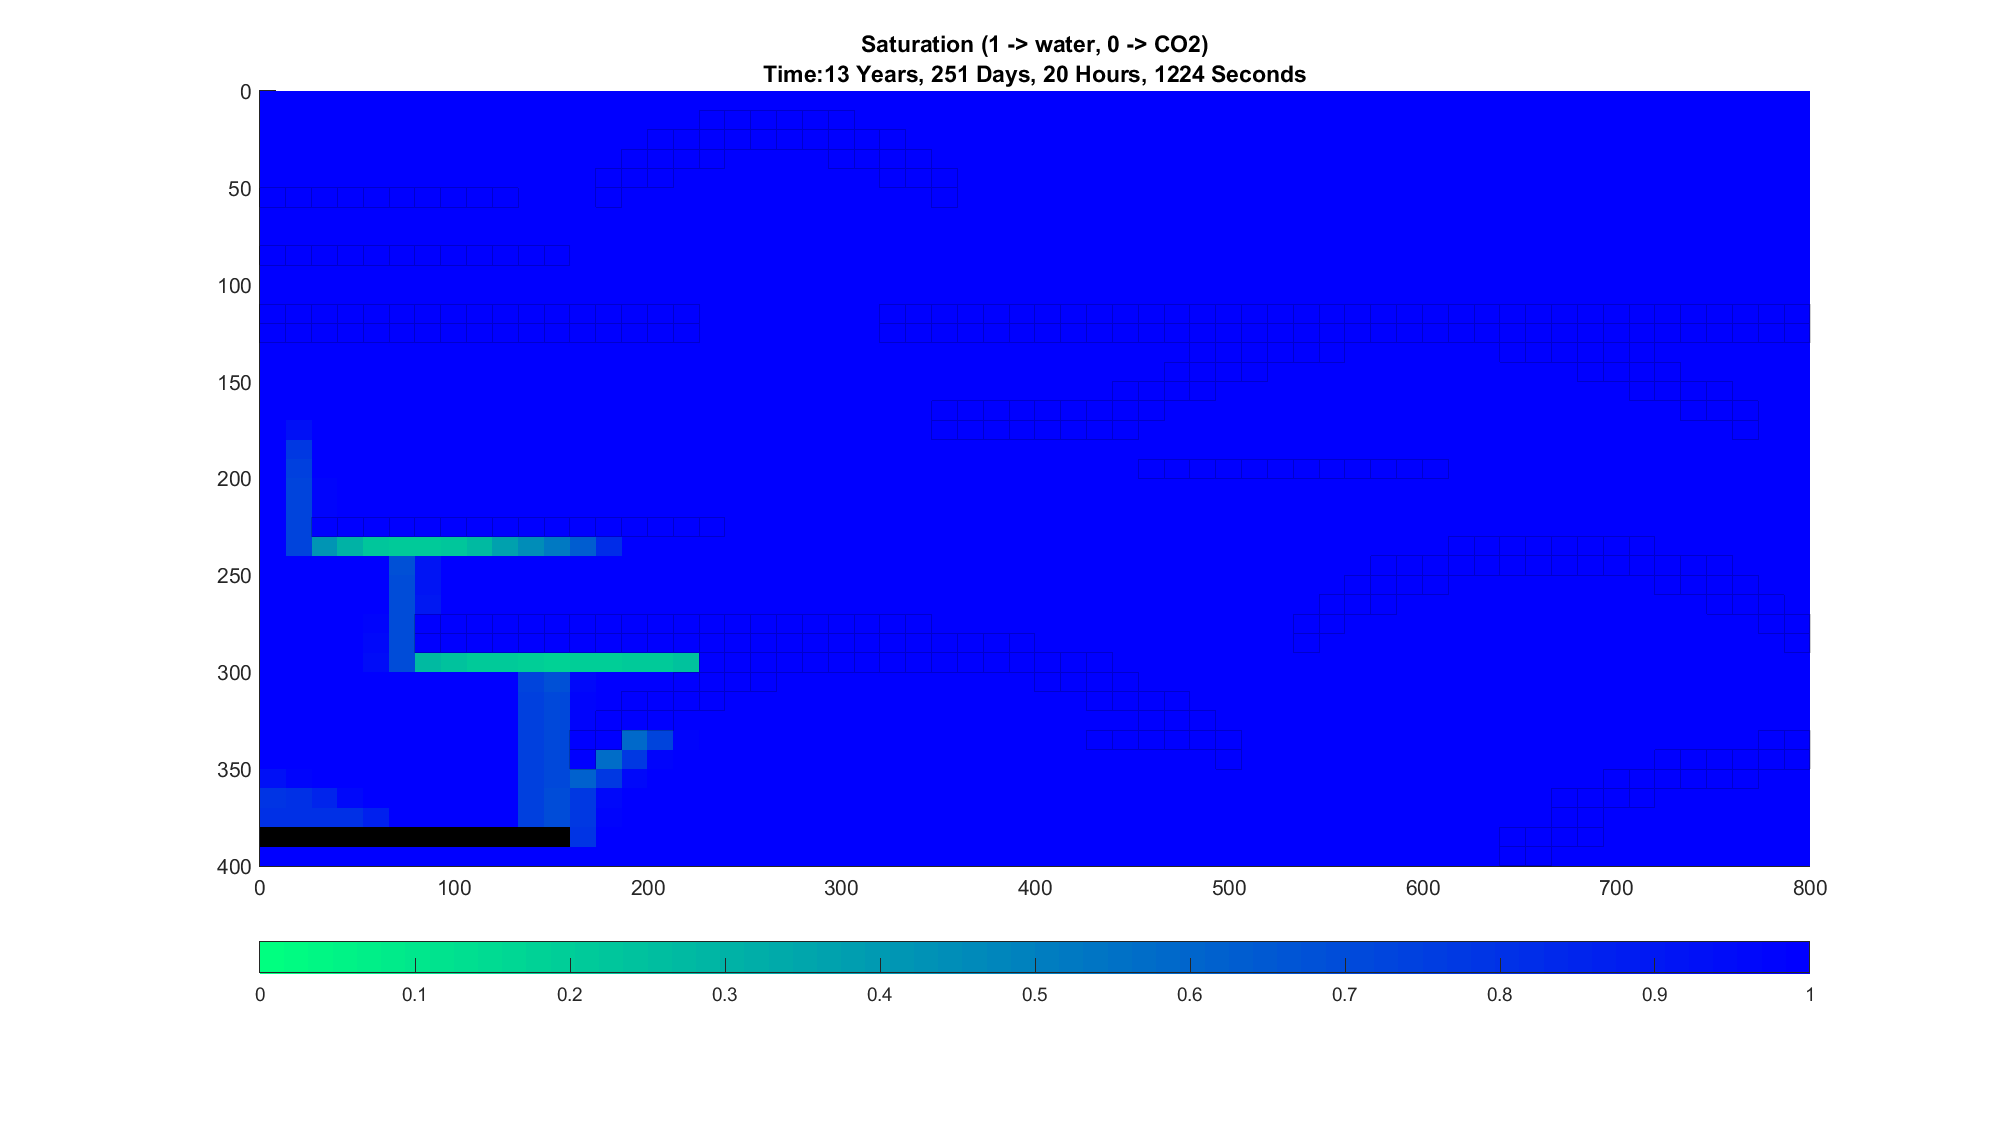 Saturation (1 -> water, 0 -> CO2)
Time:13 Years, 251 Days, 20 Hours, 1224 Seconds
0
50
100
150
200
250
300
350
400
0 100 200 300 400 500 600 700 800
0 0.1 0.2 0.3 0.4 0.5 0.6 0.7 0.8 0.9 1